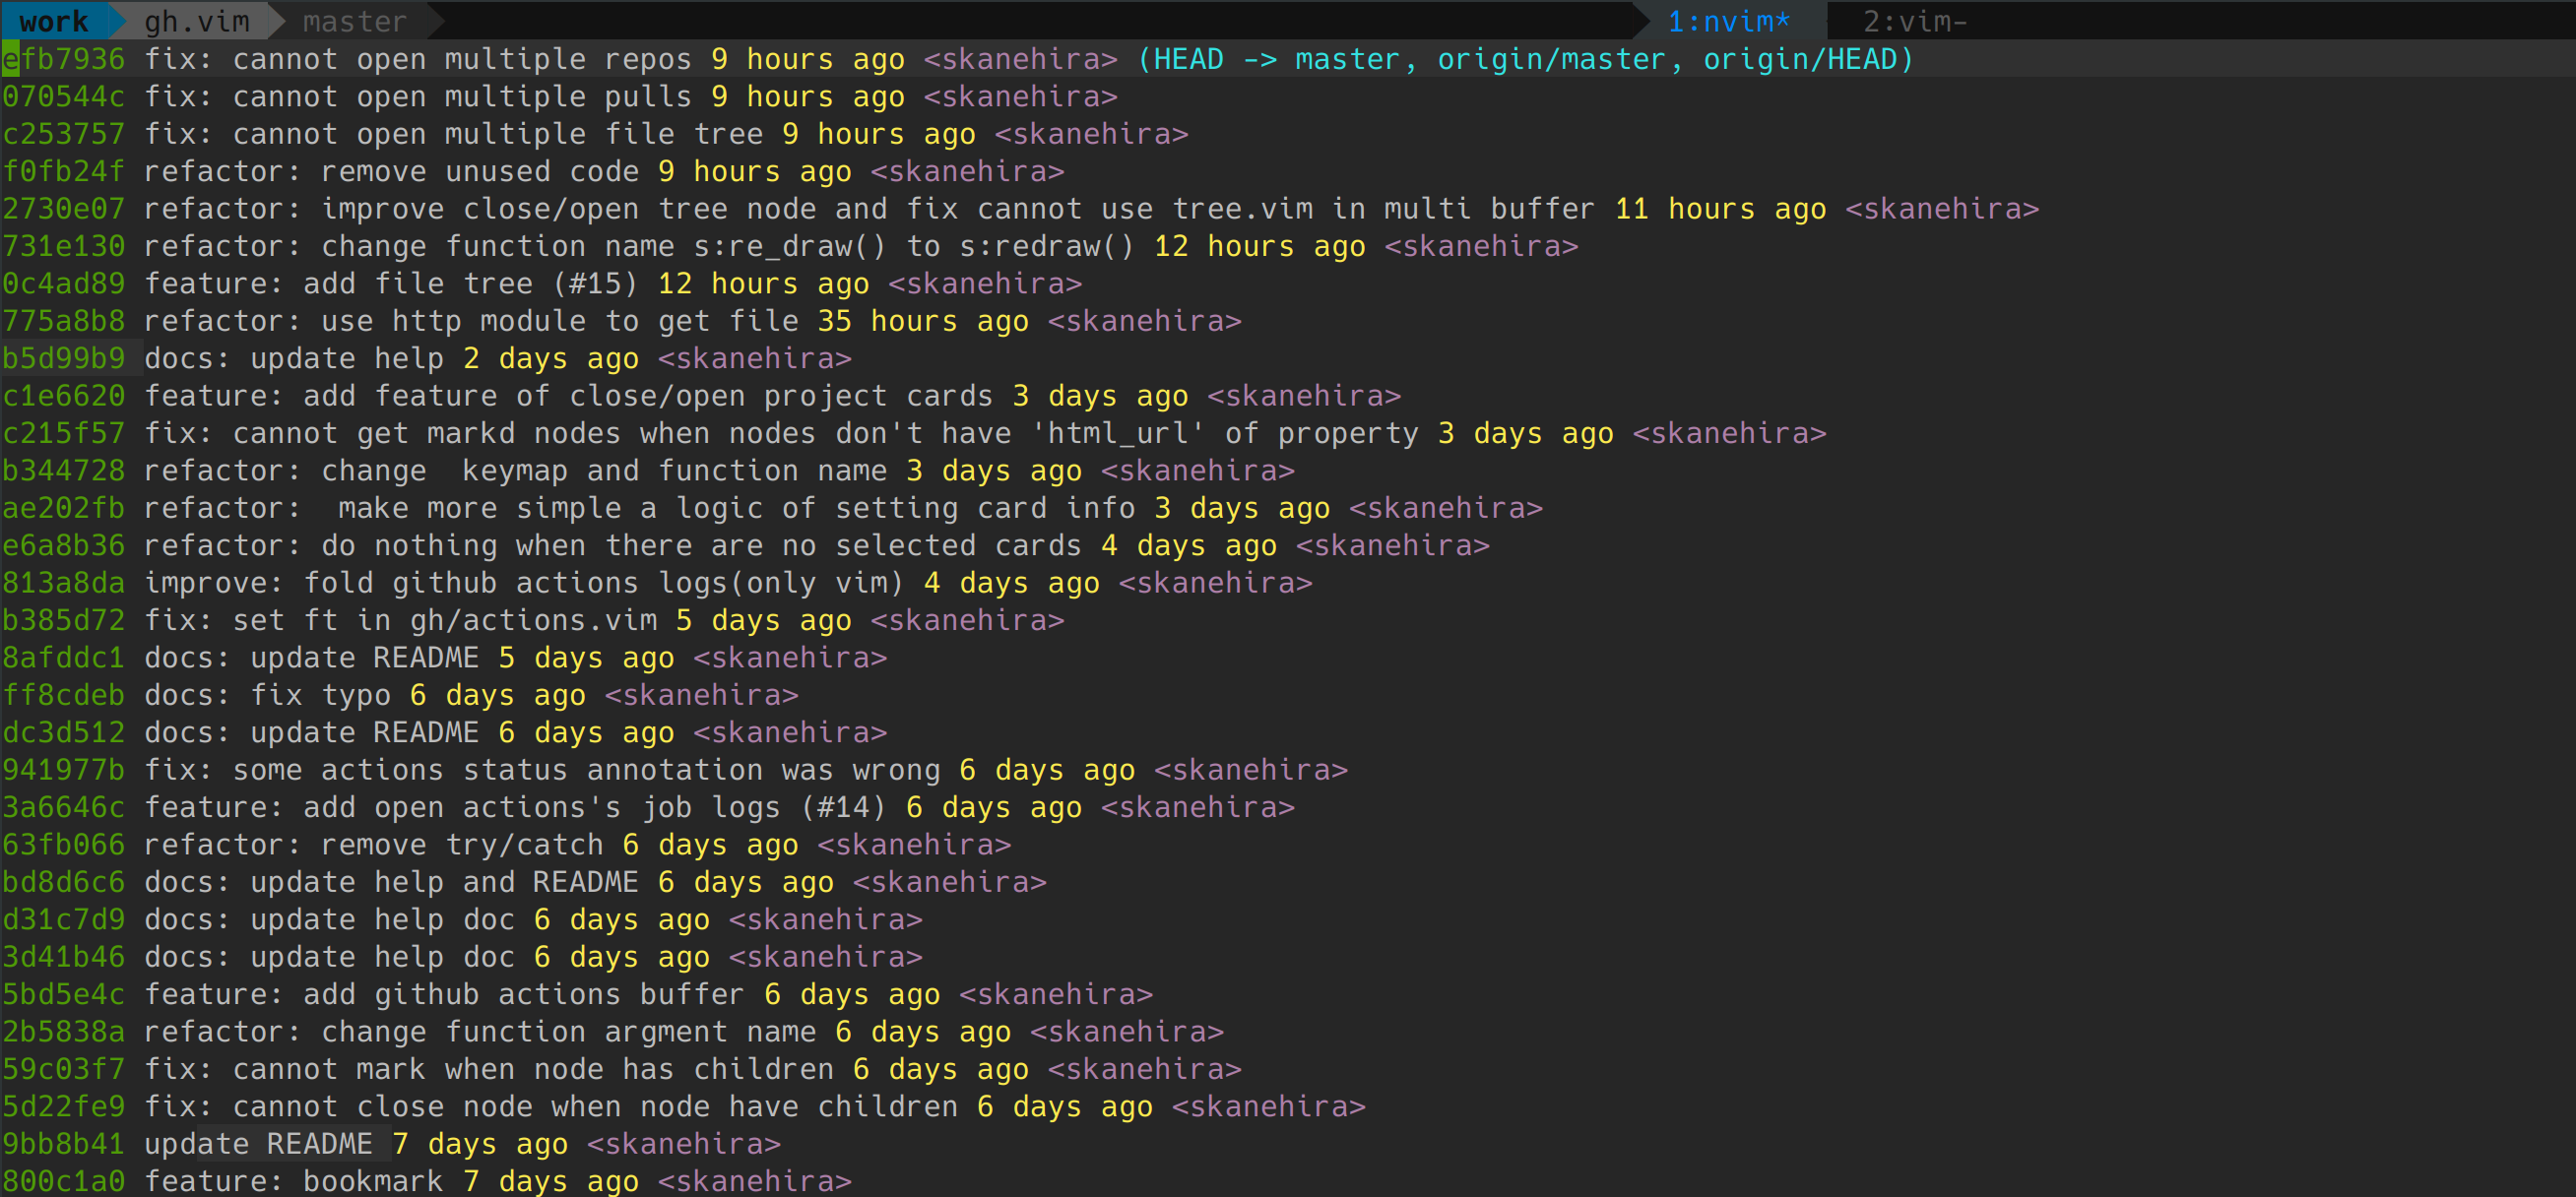 work gh.vim master 1:nvim* 2:vim-
efb7936 fix: cannot open multiple repos 9 hours ago <skanehira> (HEAD -> master, origin/master, origin/HEAD)
070544c fix: cannot open multiple pulls 9 hours ago <skanehira>
c253757 fix: cannot open multiple file tree 9 hours ago <skanehira>
f0fb24f refactor: remove unused code 9 hours ago <skanehira>
2730e07 refactor: improve close/open tree node and fix cannot use tree.vim in multi buffer 11 hours ago <skanehira>
731e130 refactor: change function name s:re_draw() to s:redraw() 12 hours ago <skanehira>
0c4ad89 feature: add file tree (#15) 12 hours ago <skanehira>
775a8b8 refactor: use http module to get file 35 hours ago <skanehira>
b5d99b9 docs: update help 2 days ago <skanehira>
c1e6620 feature: add feature of close/open project cards 3 days ago <skanehira>
c215f57 fix: cannot get markd nodes when nodes don't have 'html_url' of property 3 days ago <skanehira>
b344728 refactor: change  keymap and function name 3 days ago <skanehira>
ae202fb refactor:  make more simple a logic of setting card info 3 days ago <skanehira>
e6a8b36 refactor: do nothing when there are no selected cards 4 days ago <skanehira>
813a8da improve: fold github actions logs(only vim) 4 days ago <skanehira>
b385d72 fix: set ft in gh/actions.vim 5 days ago <skanehira>
8afddc1 docs: update README 5 days ago <skanehira>
ff8cdeb docs: fix typo 6 days ago <skanehira>
dc3d512 docs: update README 6 days ago <skanehira>
941977b fix: some actions status annotation was wrong 6 days ago <skanehira>
3a6646c feature: add open actions's job logs (#14) 6 days ago <skanehira>
63fb066 refactor: remove try/catch 6 days ago <skanehira>
bd8d6c6 docs: update help and README 6 days ago <skanehira>
d31c7d9 docs: update help doc 6 days ago <skanehira>
3d41b46 docs: update help doc 6 days ago <skanehira>
5bd5e4c feature: add github actions buffer 6 days ago <skanehira>
2b5838a refactor: change function argment name 6 days ago <skanehira>
59c03f7 fix: cannot mark when node has children 6 days ago <skanehira>
5d22fe9 fix: cannot close node when node have children 6 days ago <skanehira>
9bb8b41 update README 7 days ago <skanehira>
800c1a0 feature: bookmark 7 days ago <skanehira>